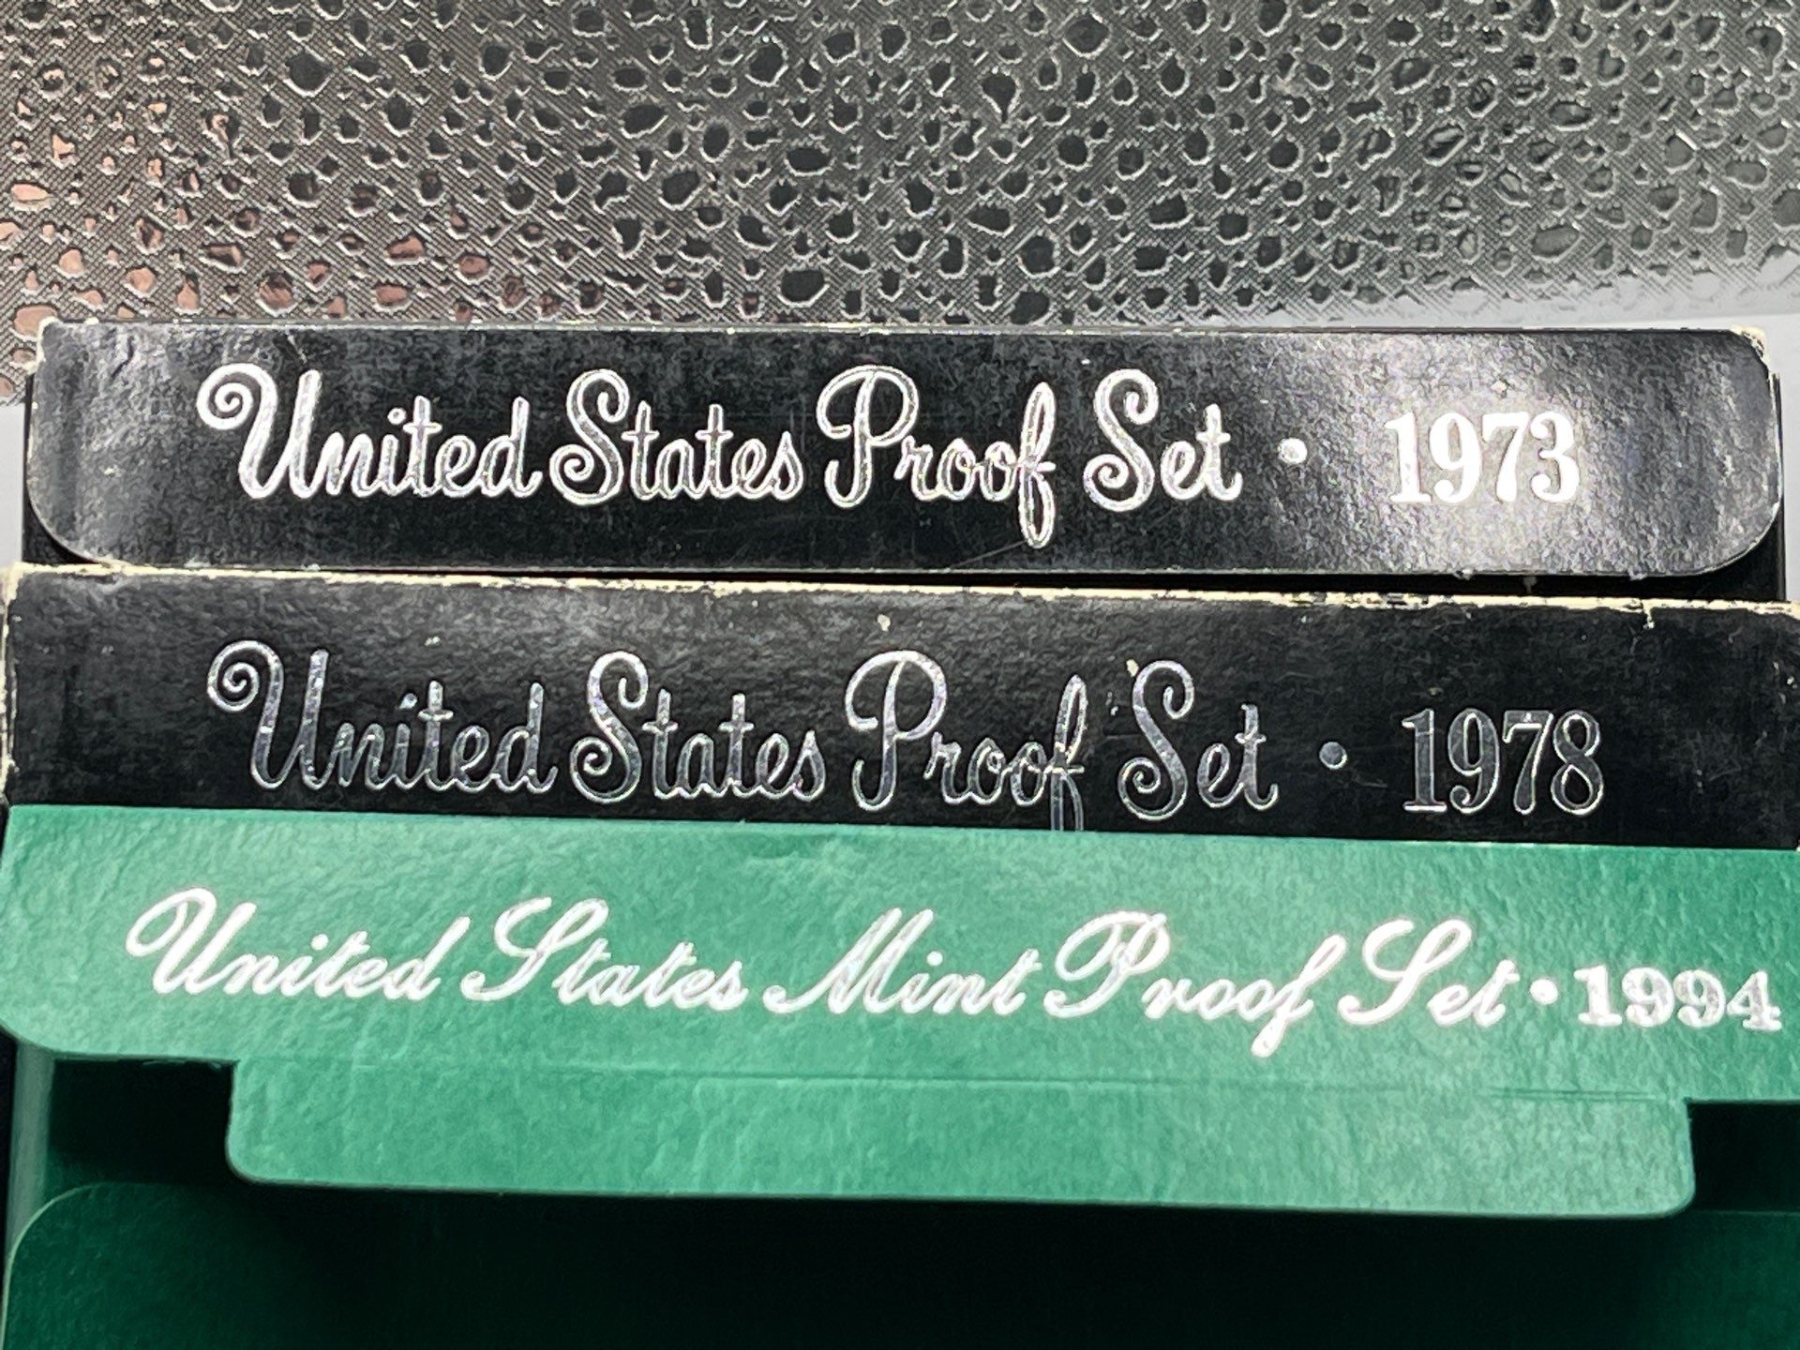 United States Proof Set • 1973
United States Proof Set • 1978
United States Mint Proof Set • 1994